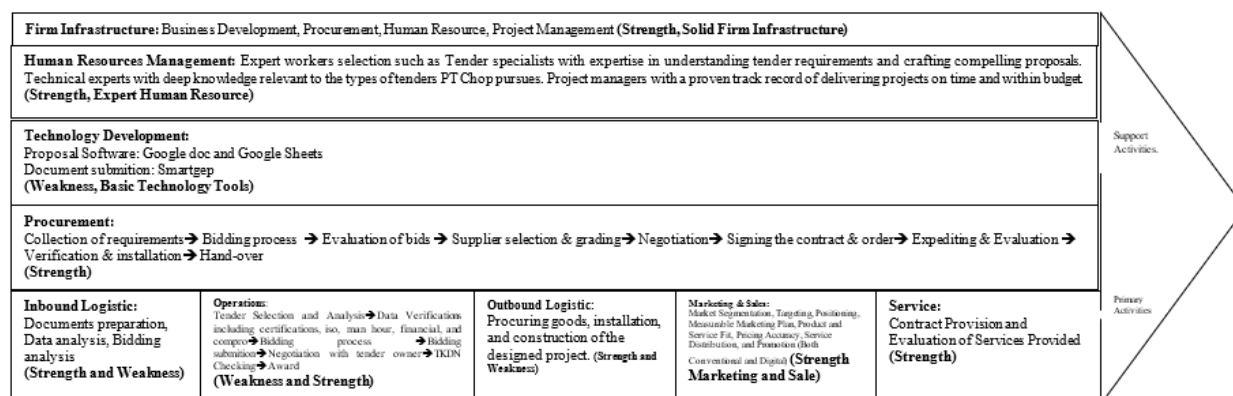 Firm Infrastructure: Business Development, Procurement, Human Resource, Project Management (Strength, Solid Firm Infrastructure)
Human Resources Management: Expert workers selection such as Tender specialists with expertise in understanding tender requirements and crafting compelling proposals.
Technical experts with deep knowledge relevant to the types of tenders PT Chop pursues. Project managers with a proven track record of delivering projects on time and within budget
(Strength, Expert Human Resource)
Technology Development:
Proposal Software: Google doc and Google Sheets
Document submition: Smartgep
(Weakness, Basic Technology Tools)
Support
Activities.
Procurement:
Collection of requirements➔ Bidding process ➔ Evaluation of bids➔ Supplier selection & grading➔ Negotiation➔ Signing the contract & order➔ Expediting & Evaluation ➔
Verification & installation➔ Hand-over
(Strength)
Inbound Logistic:
Documents preparation,
Data analysis, Bidding
analysis
(Strength and Weakness)
Operations:
Tender Selection and Analysis➔Data Verifications
including certifications, iso, man hour, financial, and
compro➔Bidding process ➔ Bidding
submition➔Negotiation with tender owner➔TKDN
Checking➔Award
(Weakness and Strength)
Outbound Logistic:
Procuring goods, installation,
and construction of the
designed project. (Strength and
Weakness)
Marketing & Sales:
Market Segmentation, Targeting, Positioning,
Measurable Marketing Plan, Product and
Service Fit, Pricing Accuracy, Service
Distribution, and Promotion (Both
Conventional and Digital) (Strength
Marketing and Sale)
Service:
Contract Provision and
Evaluation of Services Provided
(Strength)
Primary
Activities